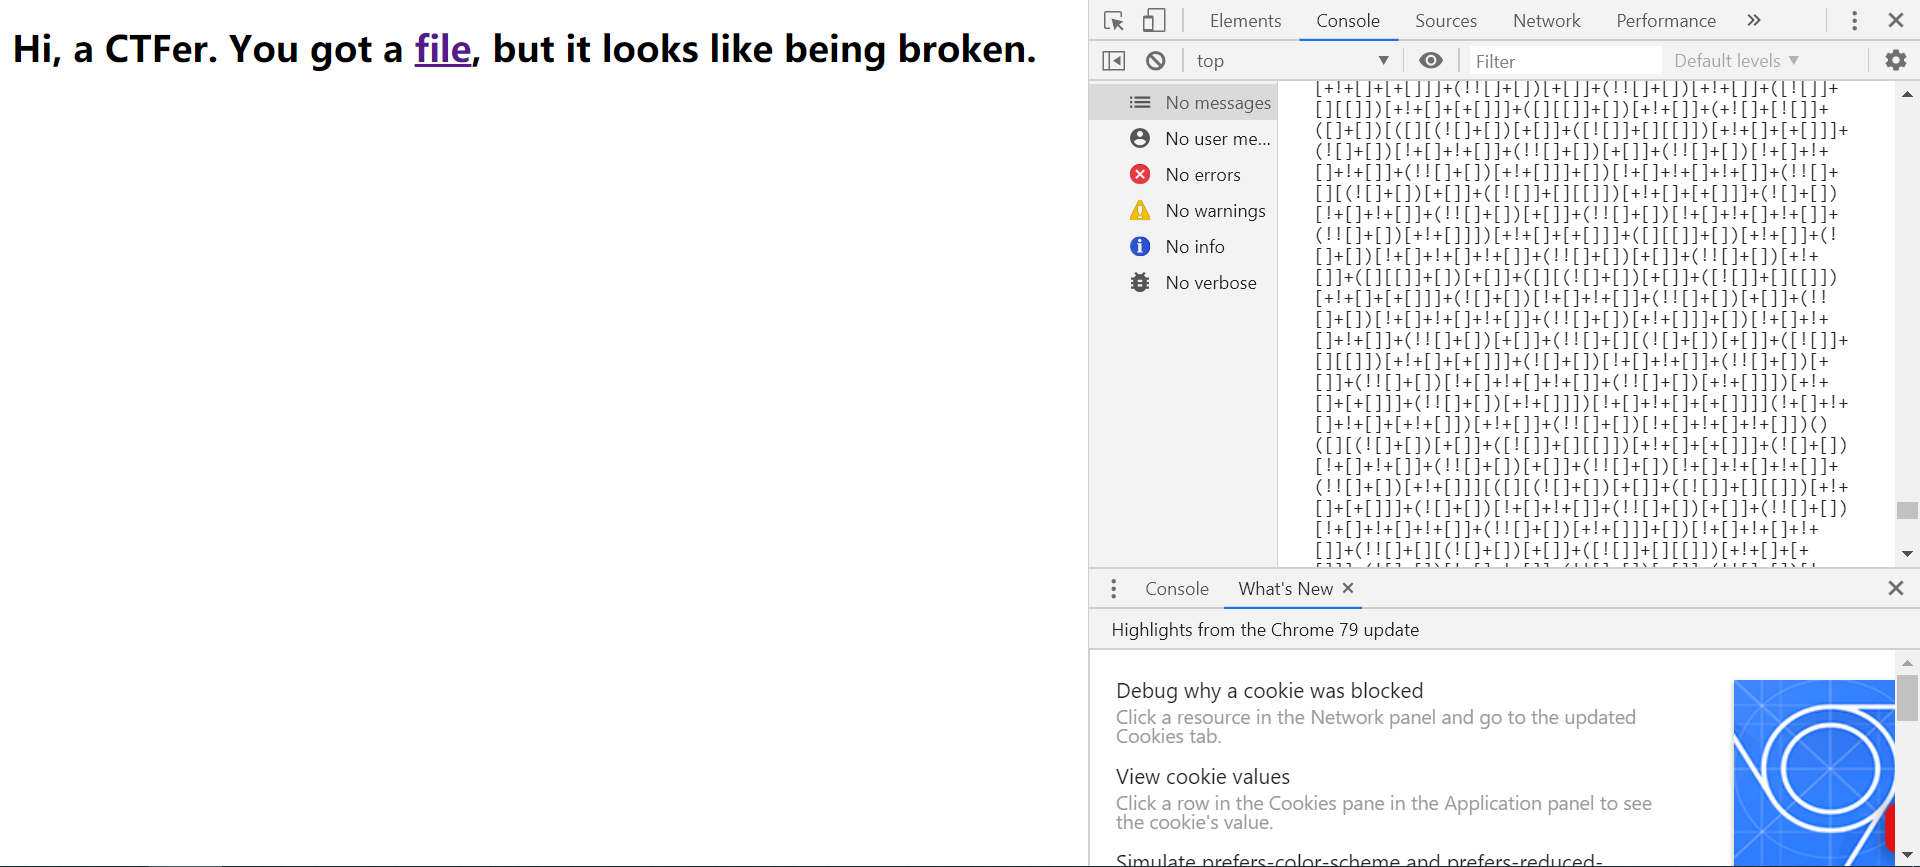 Hi, a CTFer. You got a file, but it looks like being broken.
Elements Console Sources Network Performance »
top Filter Default levels
No messages
No user me...
No errors
No warnings
No info
No verbose
[+!+[]+[+[]]]+(!![]+[])[+[]]+(!![]+[])[+!+[]]+([![]]+
[][[]])[+!+[]+[+[]]]+([][[]]+[])[+!+[]]+(+![]+[![]]+
([]+[])[([][(![]+[])[+[]]+([![]]+[][[]])[+!+[]+[+[]]]+
(![]+[])[!+[]+!+[]]+(!![]+[])[+[]]+(!![]+[])[!+[]+!+
[]+!+[]]+(!![]+[])[+!+[]]]+[])[!+[]+!+[]+!+[]]+(!![]+
[][(![]+[])[+[]]+([![]]+[][[]])[+!+[]+[+[]]]+(![]+[])
[!+[]+!+[]]+(!![]+[])[+[]]+(!![]+[])[!+[]+!+[]+!+[]]+
(!![]+[])[+!+[]]])[+!+[]+[+[]]]+([][[]]+[])[+!+[]]+(!
[]+[])[!+[]+!+[]+!+[]]+(!![]+[])[+[]]+(!![]+[])[+!+
[]]+([][[]]+[])[+[]]+([][(![]+[])[+[]]+([![]]+[][[]])
[+!+[]+[+[]]]+(![]+[])[!+[]+!+[]]+(!![]+[])[+[]]+(!!
[]+[])[!+[]+!+[]+!+[]]+(!![]+[])[+!+[]]]+[])[!+[]+!+
[]+!+[]]+(!![]+[])[+[]]+(!![]+[][(![]+[])[+[]]+([![]]+
[][[]])[+!+[]+[+[]]]+(![]+[])[!+[]+!+[]]+(!![]+[])[+
[]]+(!![]+[])[!+[]+!+[]+!+[]]+(!![]+[])[+!+[]]])[+!+
[]+[+[]]]+(!![]+[])[+!+[]]])[!+[]+!+[]+[+[]]]](!+[]+!+
[]+!+[]+[+!+[]])[+!+[]]+(!![]+[])[!+[]+!+[]+!+[]])()
([][(![]+[])[+[]]+([![]]+[][[]])[+!+[]+[+[]]]+(![]+[])
[!+[]+!+[]]+(!![]+[])[+[]]+(!![]+[])[!+[]+!+[]+!+[]]+
(!![]+[])[+!+[]]][([][(![]+[])[+[]]+([![]]+[][[]])[+!+
[]+[+[]]]+(![]+[])[!+[]+!+[]]+(!![]+[])[+[]]+(!![]+[])
[!+[]+!+[]+!+[]]+(!![]+[])[+!+[]]]+[])[!+[]+!+[]+!+
[]]+(!![]+[][(![]+[])[+[]]+([![]]+[][[]])[+!+[]+[+
Console What's New ×
Highlights from the Chrome 79 update
Debug why a cookie was blocked
Click a resource in the Network panel and go to the updated
Cookies tab.
View cookie values
Click a row in the Cookies pane in the Application panel to see
the cookie's value.
Simulate prefers-color-scheme and prefers-reduced-